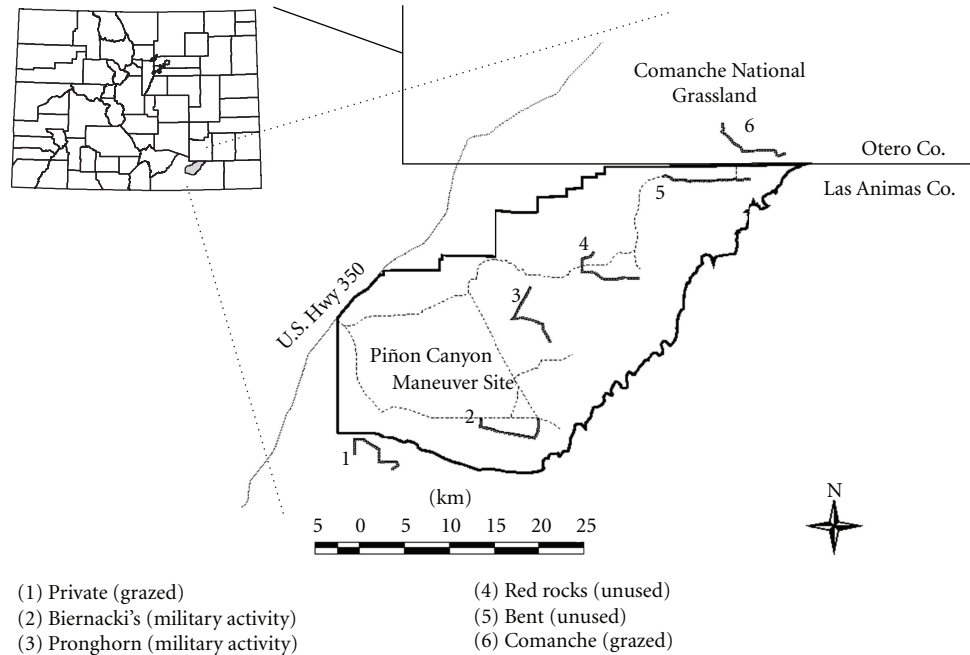 Comanche National
Grassland
6
Otero Co.
Las Animas Co.
5
4
U.S. Hwy 350
3
Piñon Canyon
Maneuver Site
2
1
(km)
5 0 5 10 15 20 25
N
(1) Private (grazed)
(2) Biernacki's (military activity)
(3) Pronghorn (military activity)
(4) Red rocks (unused)
(5) Bent (unused)
(6) Comanche (grazed)